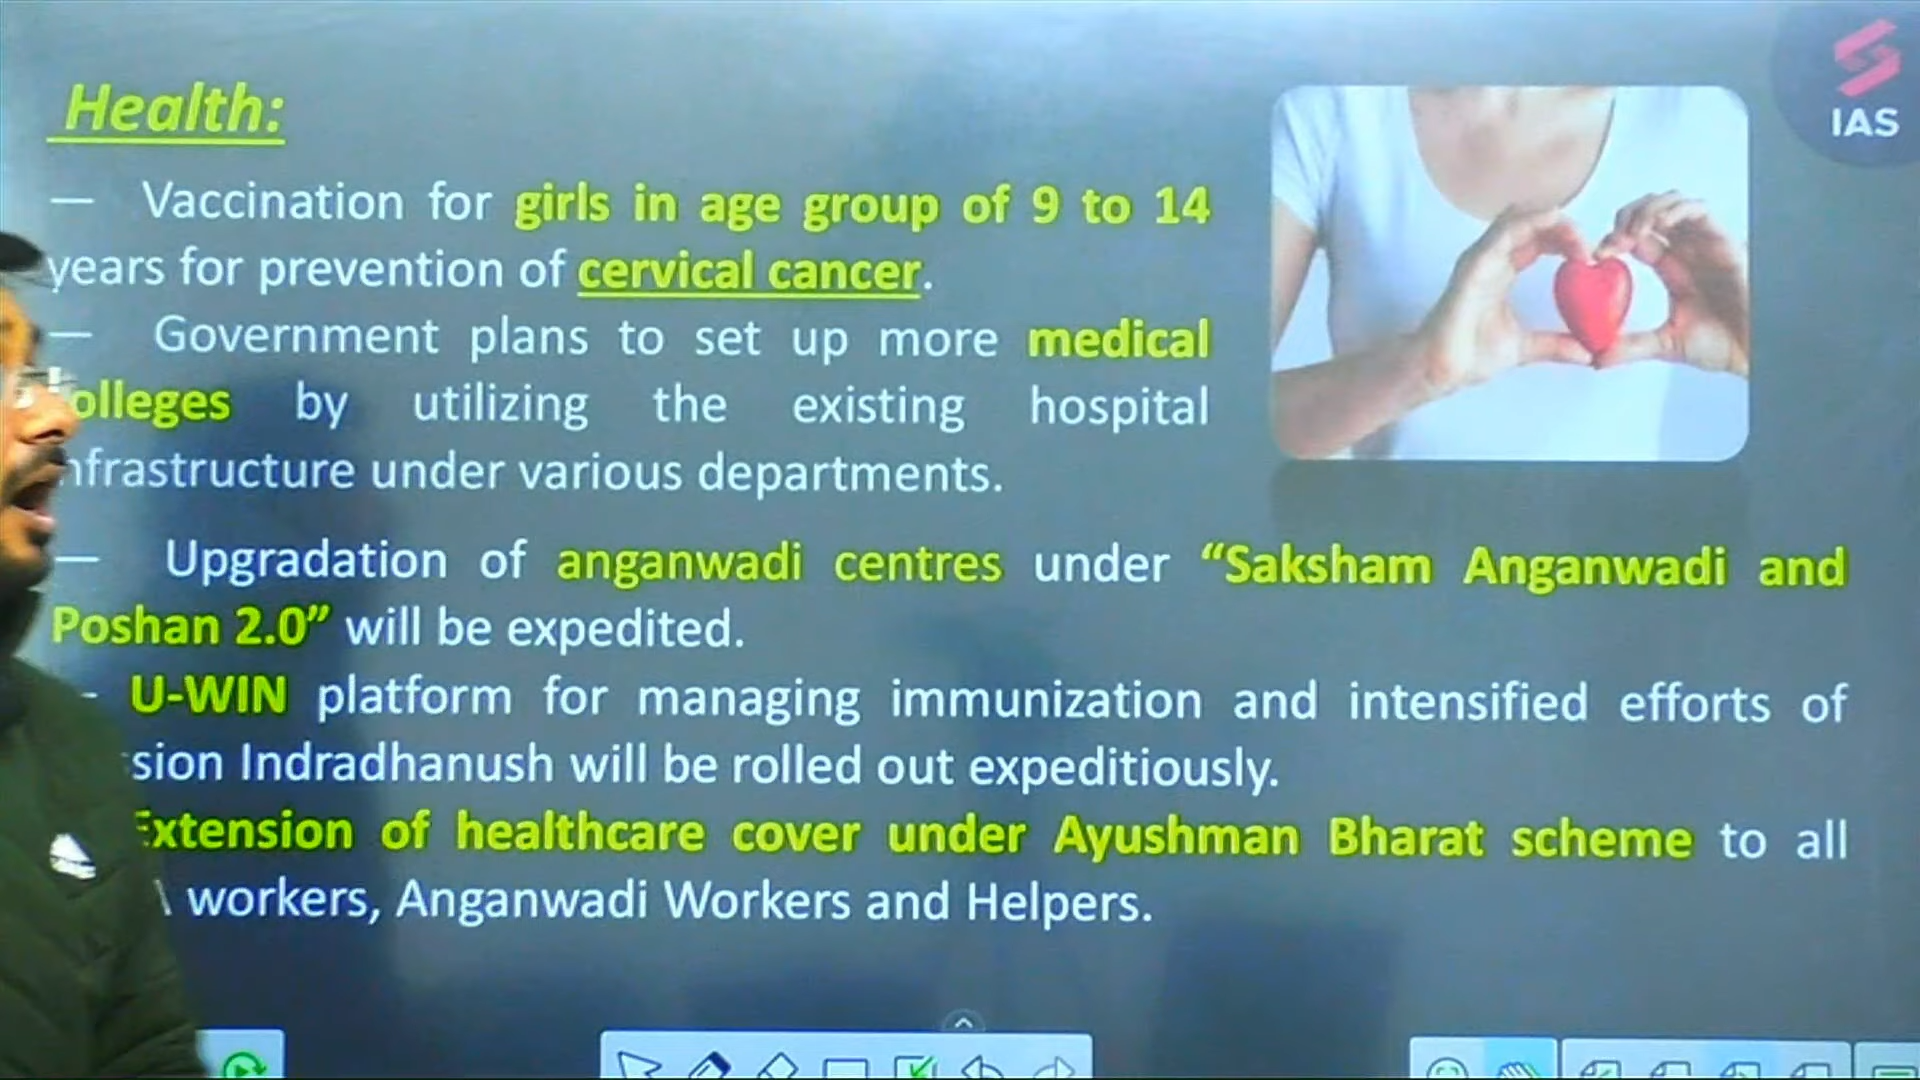 Health:
IAS
— Vaccination for girls in age group of 9 to 14
years for prevention of cervical cancer.
— Government plans to set up more medical
olleges by utilizing the existing hospital
nfrastructure under various departments.
— Upgradation of anganwadi centres under “Saksham Anganwadi and
Poshan 2.0” will be expedited.
- U-WIN platform for managing immunization and intensified efforts of
sion Indradhanush will be rolled out expeditiously.
Extension of healthcare cover under Ayushman Bharat scheme to all
workers, Anganwadi Workers and Helpers.